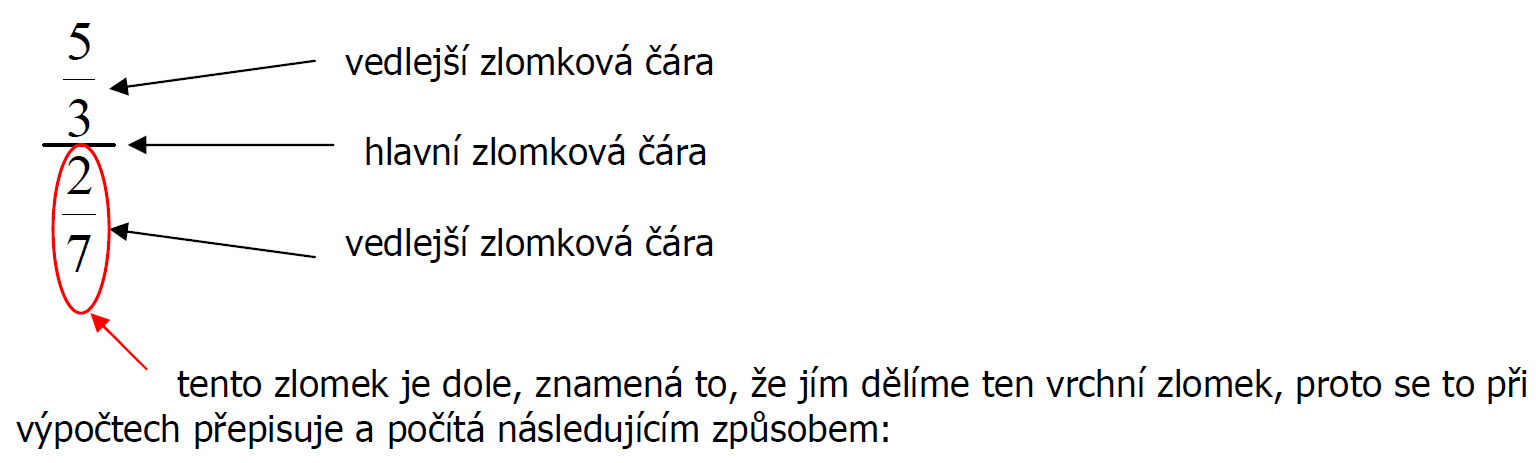 5
vedlejší zlomková čára
3
hlavní zlomková čára
2
vedlejší zlomková čára
7
tento zlomek je dole, znamená to, že jím dělíme ten vrchní zlomek, proto se to při
výpočtech přepisuje a počítá následujícím způsobem: